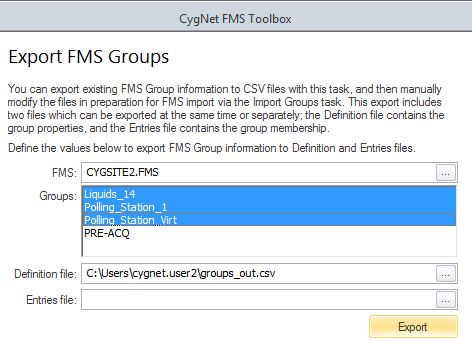 CygNet FMS Toolbox
Export FMS Groups
You can export existing FMS Group information to CSV files with this task, and then manually
modify the files in preparation for FMS import via the Import Groups task. This export includes
two files which can be exported at the same time or separately; the Definition file contains the
group properties, and the Entries file contains the group membership.
Define the values below to export FMS Group information to Definition and Entries files.
FMS: CYGSITE2.FMS ...
Groups: Liquids_14
Polling_Station_1
Polling_Station_Virt
PRE-ACQ
Definition file: C:\Users\cygnet.user2\groups_out.csv ...
Entries file: ...
Export